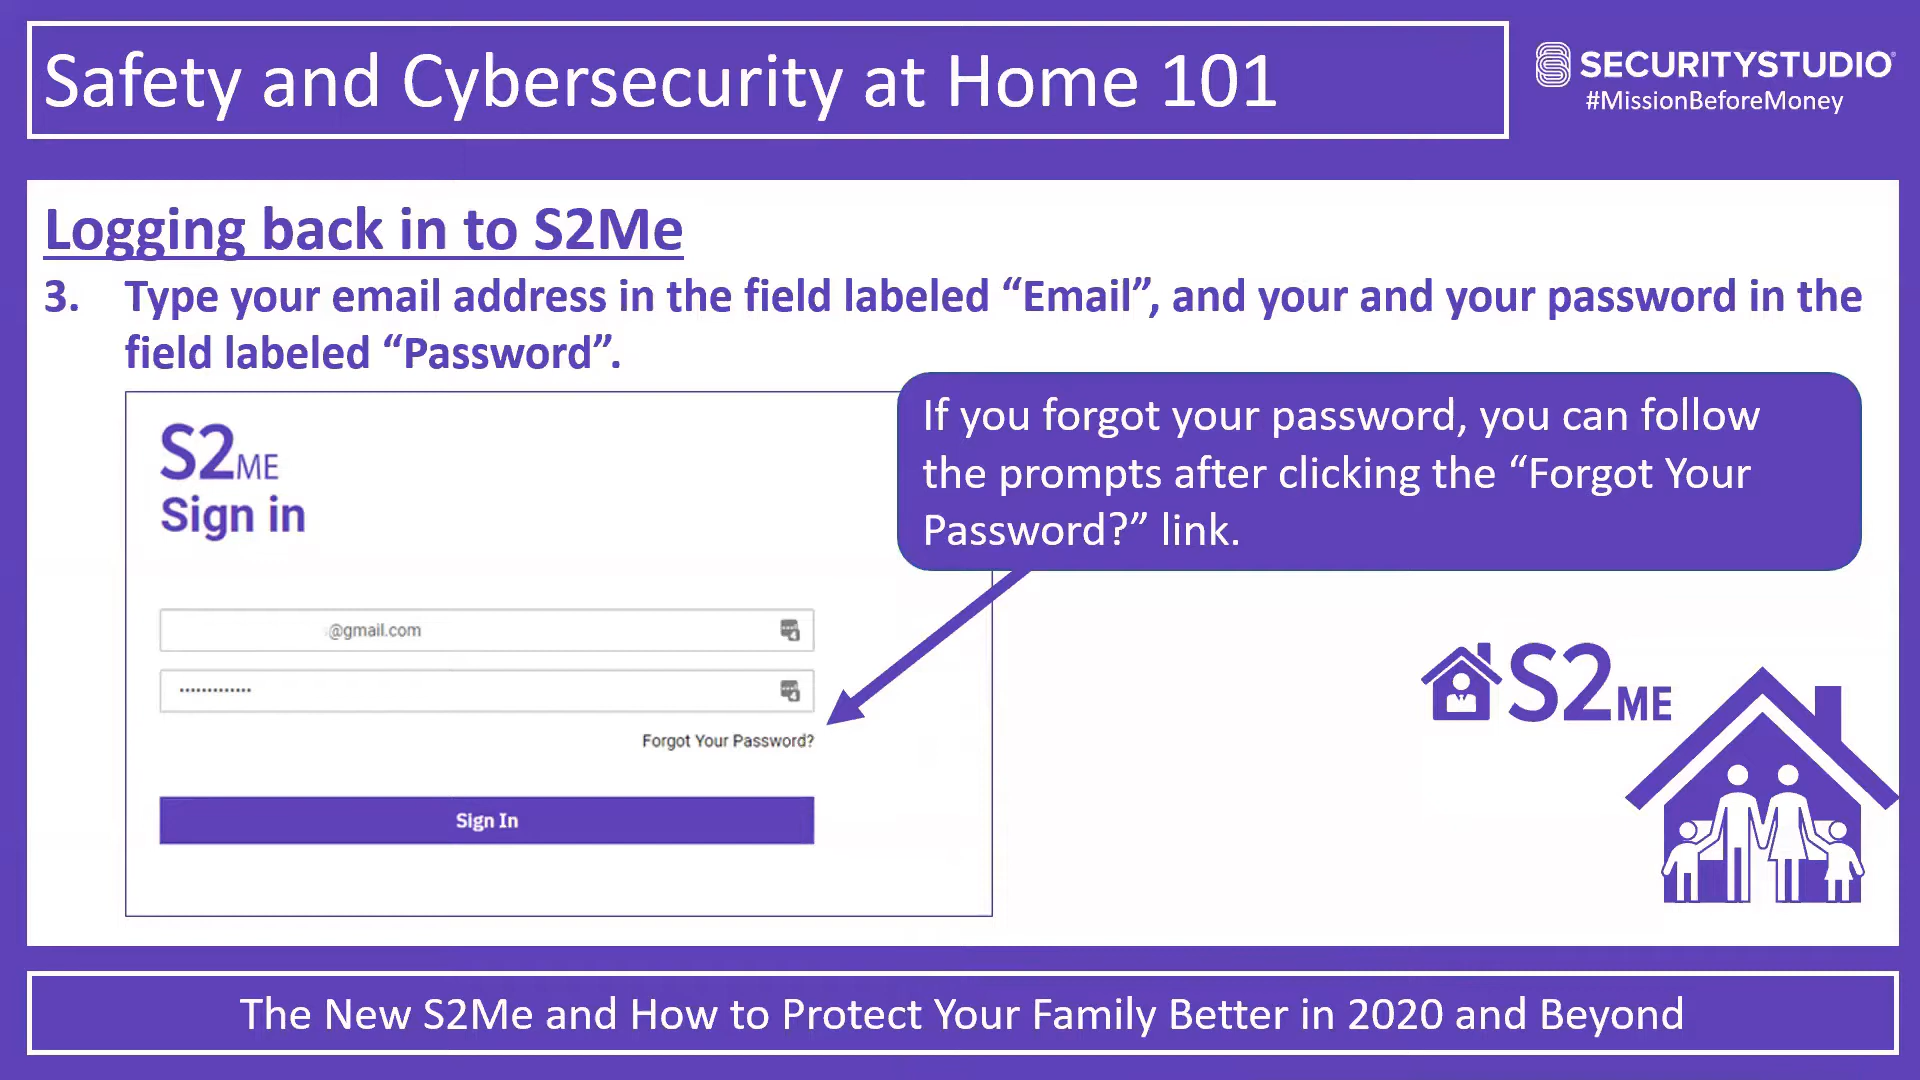 Safety and Cybersecurity at Home 101
SECURITYSTUDIO®
#MissionBeforeMoney
Logging back in to S2Me
3. Type your email address in the field labeled “Email”, and your and your password in the
field labeled “Password”.
If you forgot your password, you can follow
the prompts after clicking the “Forgot Your
Password?” link.
S2ME
Sign in
@gmail.com
•••••••••••••
Forgot Your Password?
Sign In
S2ME
The New S2Me and How to Protect Your Family Better in 2020 and Beyond